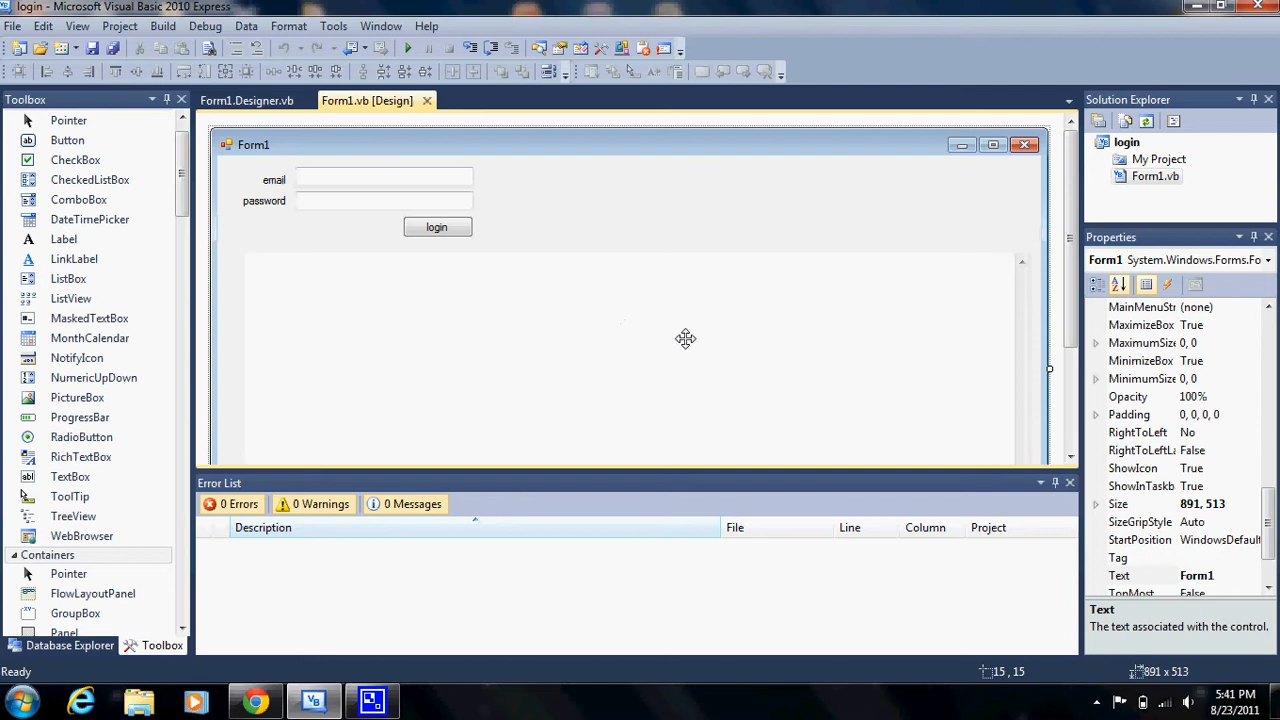 login - Microsoft Visual Basic 2010 Express
File Edit View Project Build Debug Data Format Tools Window Help
Toolbox
Pointer
Button
CheckBox
CheckedListBox
ComboBox
DateTimePicker
Label
LinkLabel
ListBox
ListView
MaskedTextBox
MonthCalendar
NotifyIcon
NumericUpDown
PictureBox
ProgressBar
RadioButton
RichTextBox
TextBox
ToolTip
TreeView
WebBrowser
Containers
Pointer
FlowLayoutPanel
GroupBox
Panel
Database Explorer Toolbox
Form1.Designer.vb Form1.vb [Design]
Form1
email
password
login
Error List
0 Errors 0 Warnings 0 Messages
Description File Line Column Project
Solution Explorer
login
My Project
Form1.vb
Properties
Form1 System.Windows.Forms.Fo
MainMenuStr (none)
MaximizeBox True
MaximumSize 0, 0
MinimizeBox True
MinimumSize 0, 0
Opacity 100%
Padding 0, 0, 0, 0
RightToLeft No
RightToLeftLa False
ShowIcon True
ShowInTaskb True
Size 891, 513
SizeGripStyle Auto
StartPosition WindowsDefault
Tag
Text Form1
TopMost False
Text
The text associated with the control.
Ready 15 , 15 891 x 513
VB
5:41 PM
8/23/2011